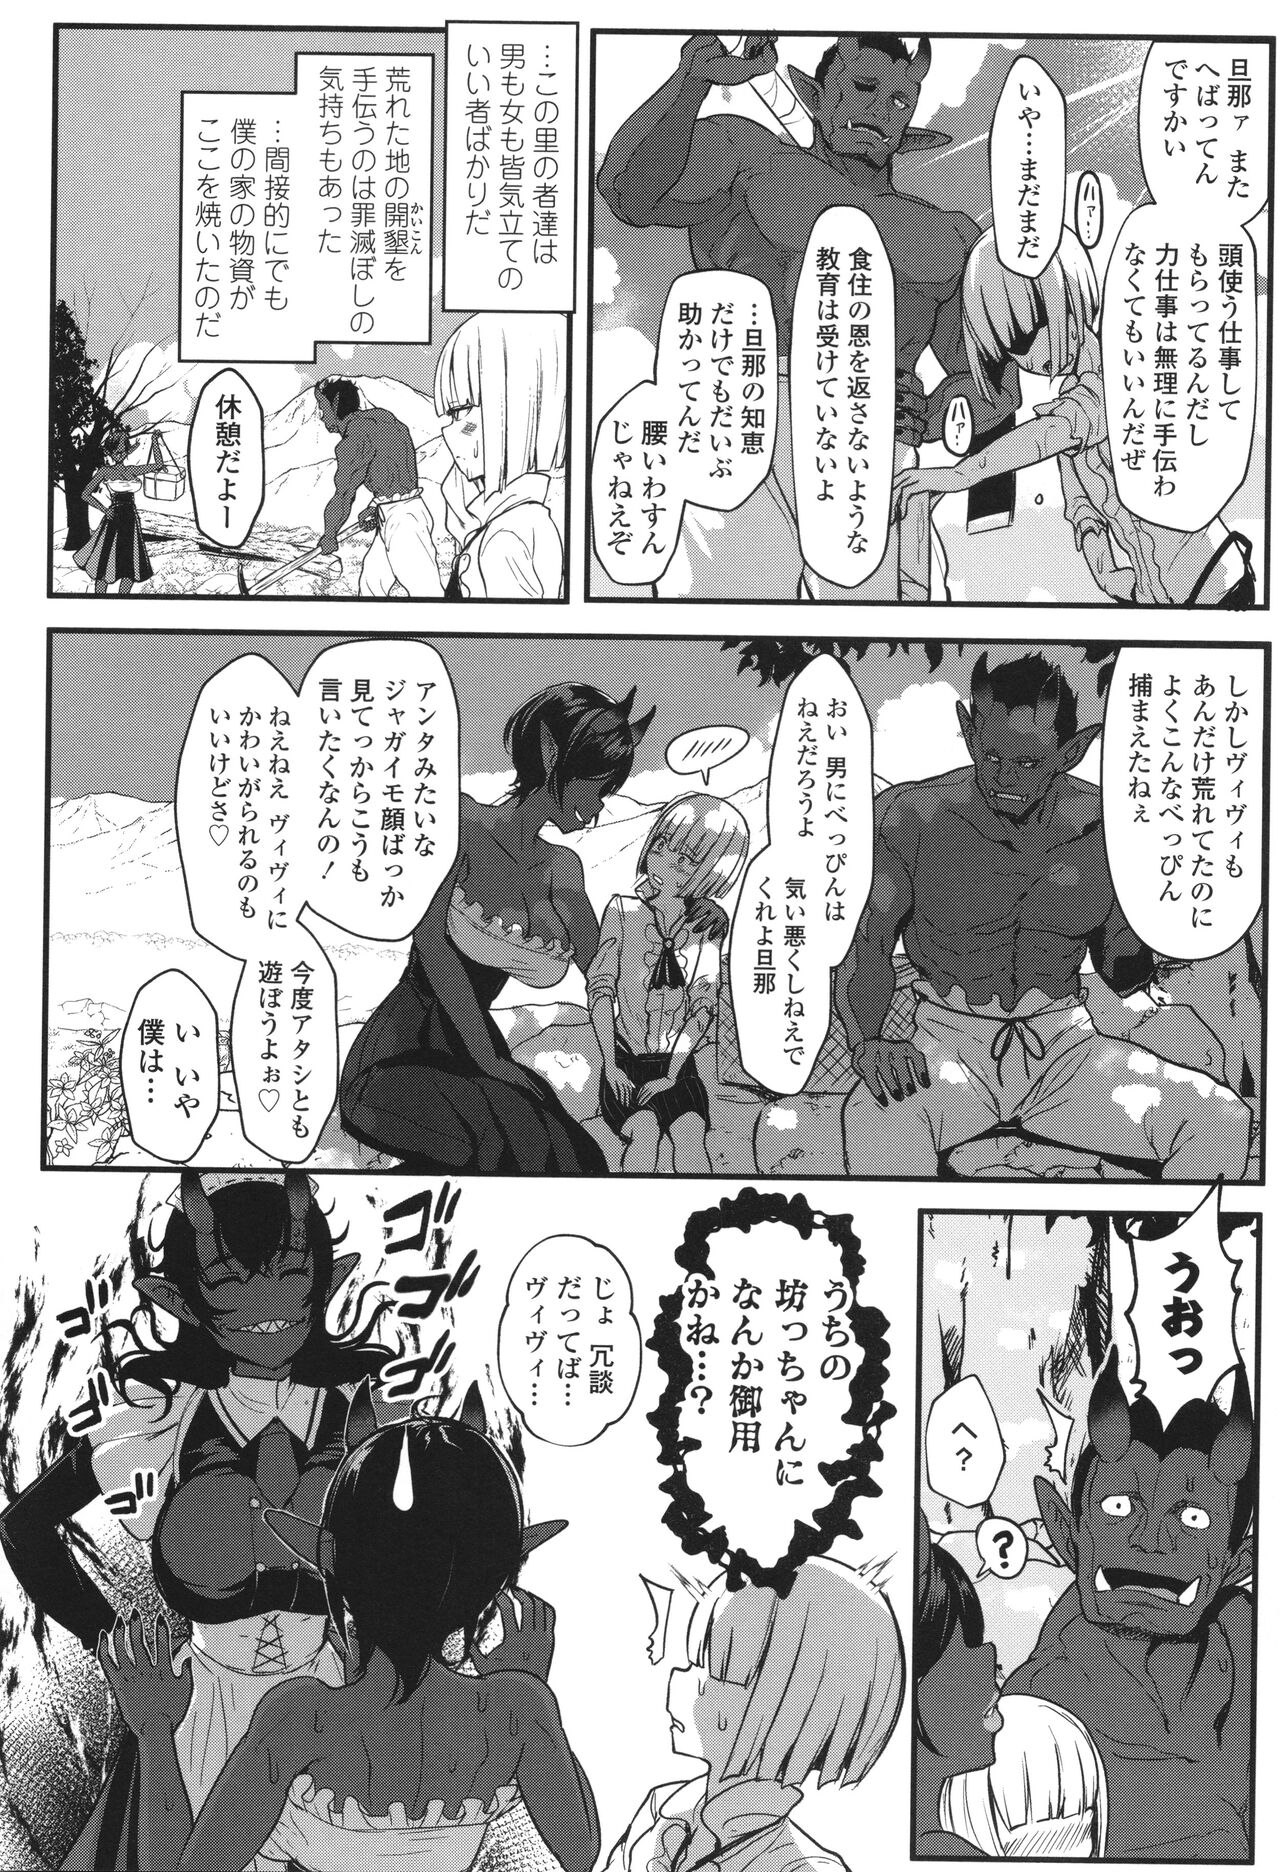 旦那ァ また
へばってん
ですかい
頭使う仕事して
もらってるんだし
力仕事は無理に手伝わ
なくてもいいんだぜ
いや…まだまだ
ハァ…
ハァ…
食住の恩を返さないような
教育は受けていないよ
…旦那の知恵
だけでもだいぶ
助かってんだ
腰いわすん
じゃねえぞ
…この里の者達は
男も女も皆気立ての
いい者ばかりだ
荒れた地の開墾を
かいこん
手伝うのは罪滅ぼしの
気持ちもあった
…間接的にでも
僕の家の物資が
ここを焼いたのだ
休憩だよー
しかしヴィヴィも
あんだけ荒れてたのに
よくこんなべっぴん
捕まえたねぇ
おい 男にべっぴんは
ねえだろうよ
気い悪くしねえで
くれよ旦那
アンタみたいな
ジャガイモ顔ばっか
見てっからこうも
言いたくなんの！
ねえねえ ヴィヴィに
かわいがられるのも
いいけどさ♡
今度アタシとも
遊ぼうよぉ♡
い いや
僕は…
うおっ
へ？
？
うちの
坊っちゃんに
なんか御用
かね…？
じょ 冗談
だってば…
ヴィヴィ…
ゴゴ
ゴゴ
ゴゴ
ゴゴ